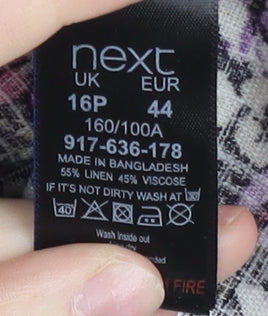 next
UK EUR
16P 44
160/100A
917-636-178
MADE IN BANGLADESH
55% LINEN 45% VISCOSE
IF IT'S NOT DIRTY WASH AT
40
Wash inside out
FIRE